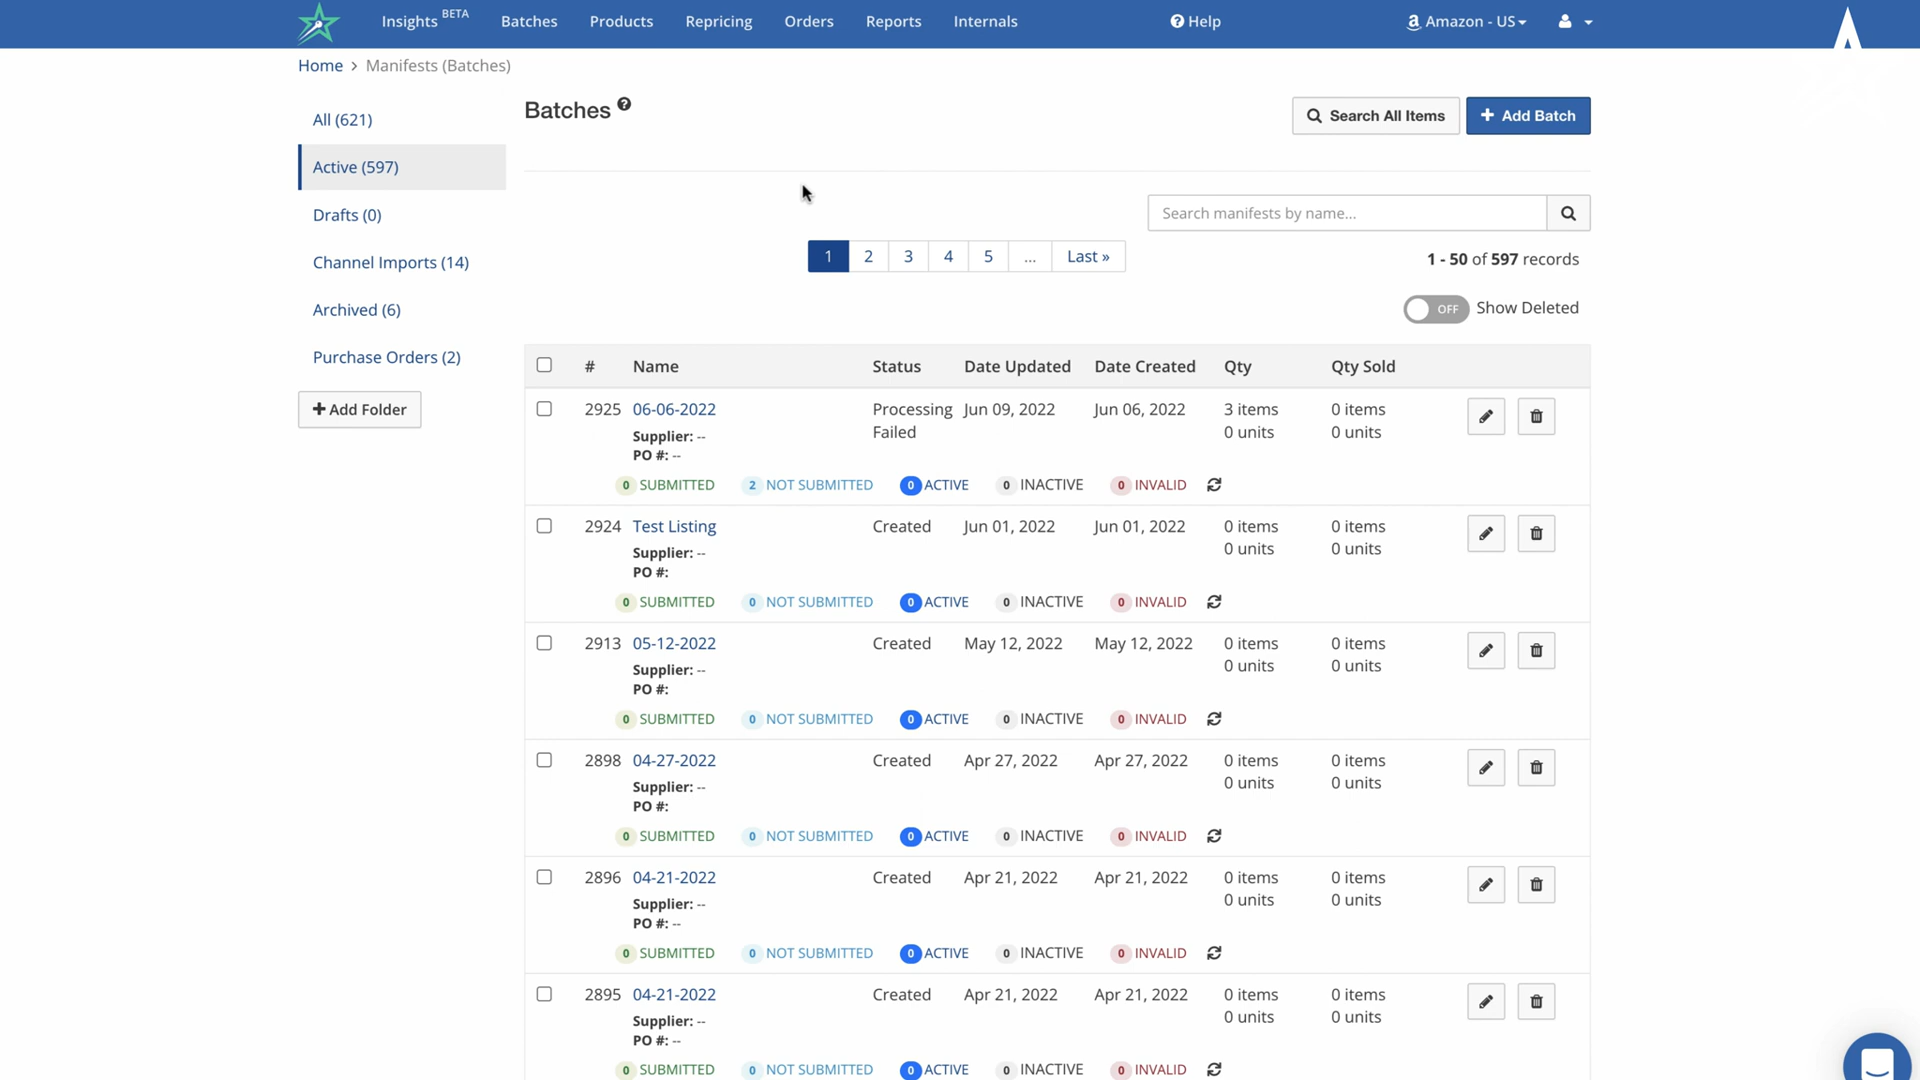 Insights BETA Batches Products Repricing Orders Reports Internals Help Amazon - US
Home > Manifests (Batches)
All (621)
Active (597)
Drafts (0)
Channel Imports (14)
Archived (6)
Purchase Orders (2)
+ Add Folder
Batches
Search All Items
+ Add Batch
Search manifests by name...
1 2 3 4 5 ... Last »
1 - 50 of 597 records
OFF Show Deleted
# Name Status Date Updated Date Created Qty Qty Sold
2925 06-06-2022 Processing Jun 09, 2022 Jun 06, 2022 3 items 0 items
Failed 0 units 0 units
Supplier: --
PO #: --
0 SUBMITTED 2 NOT SUBMITTED 0 ACTIVE 0 INACTIVE 0 INVALID
2924 Test Listing Created Jun 01, 2022 Jun 01, 2022 0 items 0 items
0 units 0 units
Supplier: --
PO #:
0 SUBMITTED 0 NOT SUBMITTED 0 ACTIVE 0 INACTIVE 0 INVALID
2913 05-12-2022 Created May 12, 2022 May 12, 2022 0 items 0 items
0 units 0 units
Supplier: --
PO #:
0 SUBMITTED 0 NOT SUBMITTED 0 ACTIVE 0 INACTIVE 0 INVALID
2898 04-27-2022 Created Apr 27, 2022 Apr 27, 2022 0 items 0 items
0 units 0 units
Supplier: --
PO #:
0 SUBMITTED 0 NOT SUBMITTED 0 ACTIVE 0 INACTIVE 0 INVALID
2896 04-21-2022 Created Apr 21, 2022 Apr 21, 2022 0 items 0 items
0 units 0 units
Supplier: --
PO #: --
0 SUBMITTED 0 NOT SUBMITTED 0 ACTIVE 0 INACTIVE 0 INVALID
2895 04-21-2022 Created Apr 21, 2022 Apr 21, 2022 0 items 0 items
0 units 0 units
Supplier: --
PO #: --
0 SUBMITTED 0 NOT SUBMITTED 0 ACTIVE 0 INACTIVE 0 INVALID